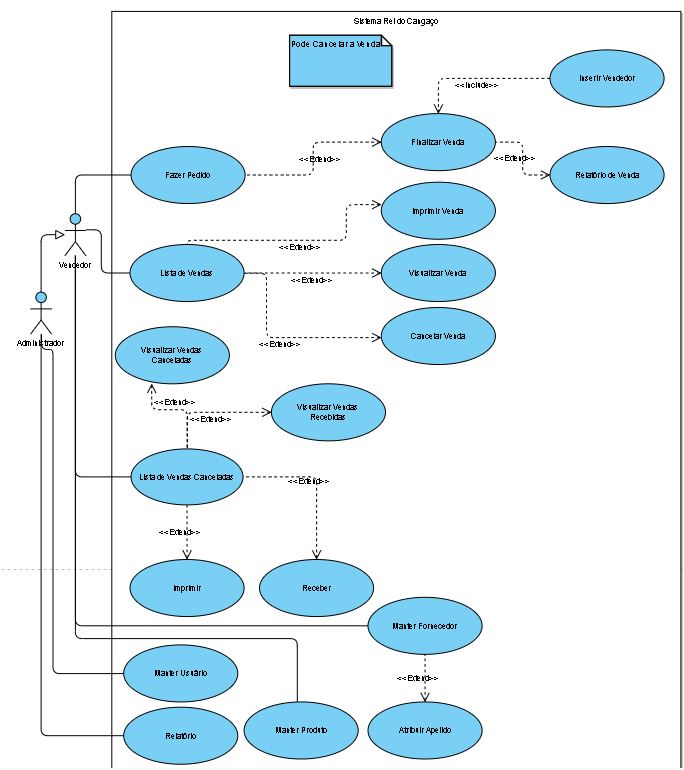 Sistema Rei do Cangaço
Pode Cancelar a Venda
Inserir Vendedor
<<Include>>
Finalizar Venda
<<Extend>>
<<Extend>>
Fazer Pedido
Relatório de Venda
Imprimir Venda
<<Extend>>
Vendedor
Lista de Vendas
<<Extend>>
Visualizar Venda
Administrador
<<Extend>>
Cancelar Venda
Visualizar Vendas
Canceladas
<<Extend>>
<<Extend>>
Visualizar Vendas
Recebidas
Lista de Vendas Canceladas
<<Extend>>
<<Extend>>
Imprimir
Receber
Manter Fornecedor
Manter Usuário
<<Extend>>
Relatório
Manter Produto
Atribuir Apelido